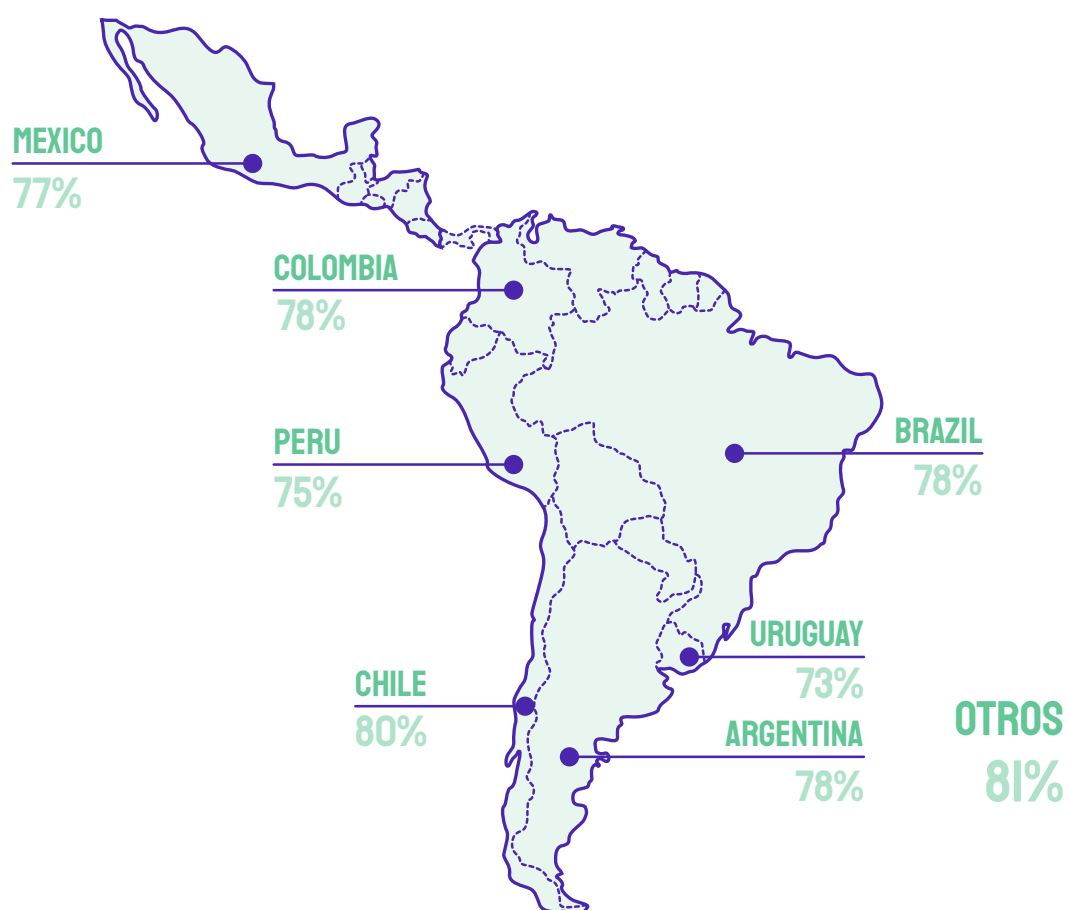 MEXICO
77%
COLOMBIA
78%
PERU
75%
BRAZIL
78%
URUGUAY
73%
CHILE
80%
ARGENTINA
78%
OTROS
81%